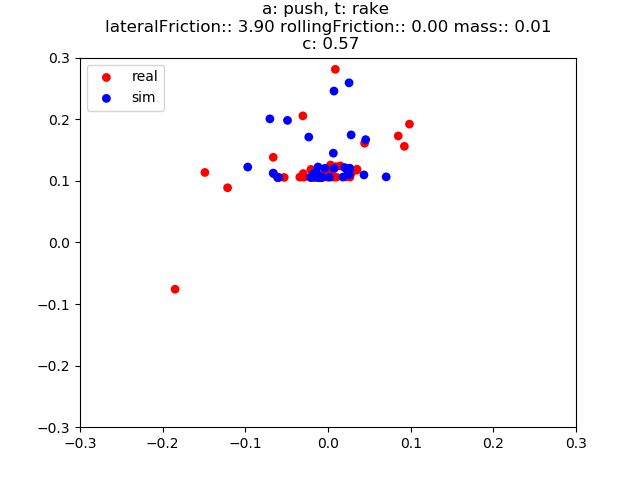 a: push, t: rake
lateralFriction:: 3.90 rollingFriction:: 0.00 mass:: 0.01
c: 0.57
real
sim
0.3
0.2
0.1
0.0
−0.1
−0.2
−0.3
−0.3
−0.2
−0.1
0.0
0.1
0.2
0.3